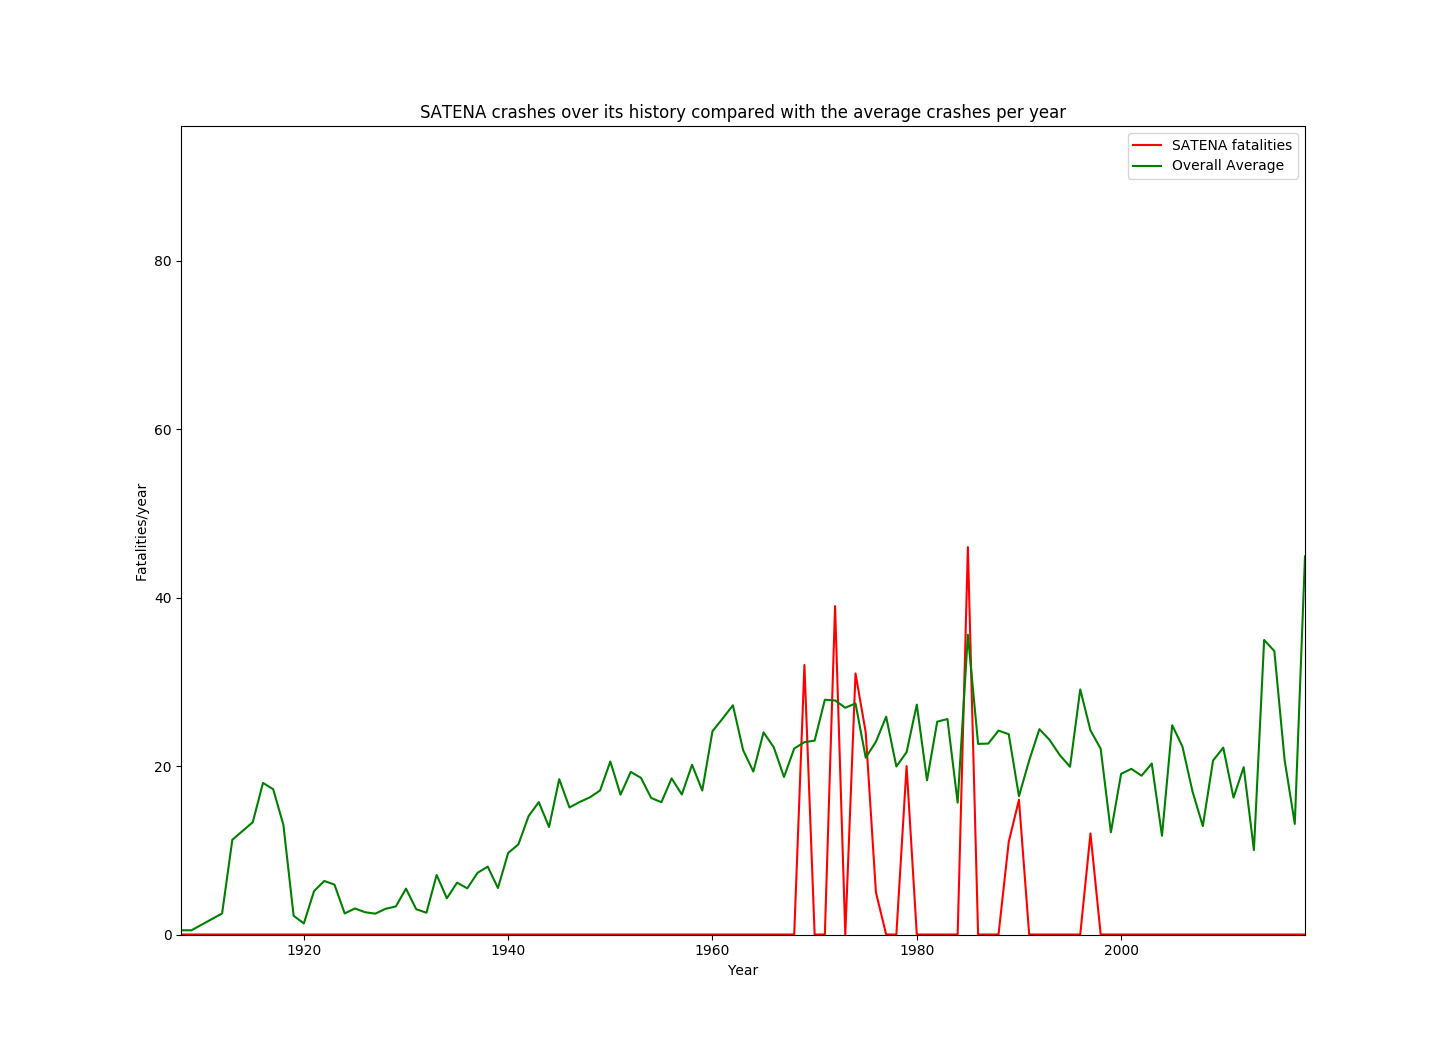 SATENA crashes over its history compared with the average crashes per year
SATENA fatalities
Overall Average
80
60
40
20
0
Fatalities/year
1920
1940
1960
1980
2000
Year